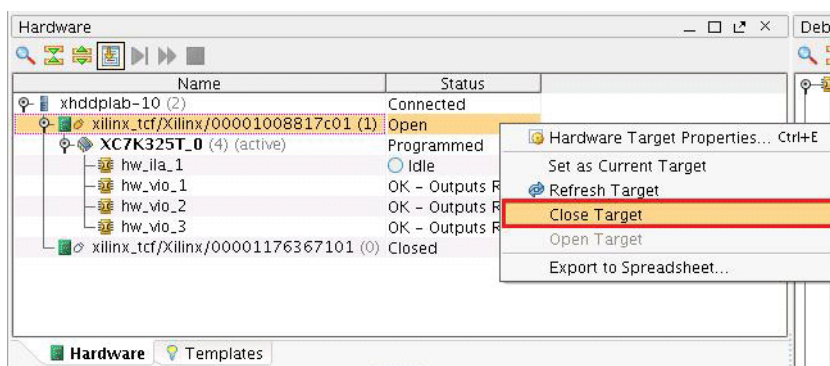 Hardware
Deb
Name Status
xhddplab-10 (2) Connected
xilinx_tcf/Xilinx/00001008817c01 (1) Open
XC7K325T_0 (4) (active) Programmed
hw_ila_1 Idle
hw_vio_1 OK - Outputs R
hw_vio_2 OK - Outputs R
hw_vio_3 OK - Outputs R
xilinx_tcf/Xilinx/00001176367101 (0) Closed
Hardware Target Properties... Ctrl+E
Set as Current Target
Refresh Target
Close Target
Open Target
Export to Spreadsheet...
Hardware Templates